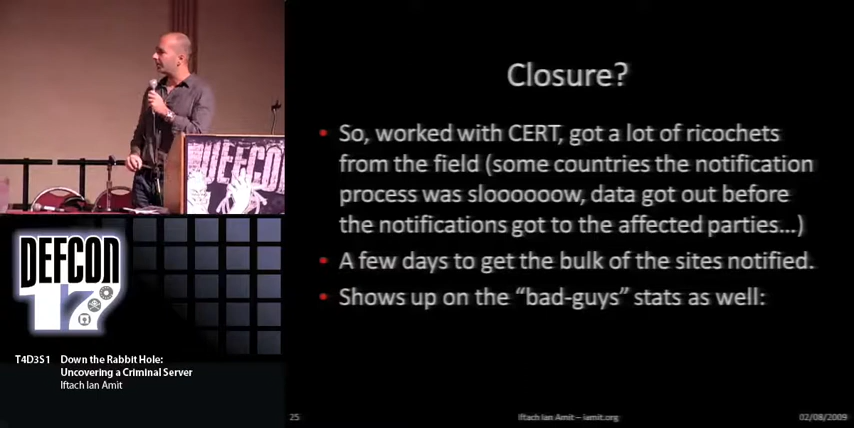 Closure?
• So, worked with CERT, got a lot of ricochets
from the field (some countries the notification
process was sloooooow, data got out before
the notifications got to the affected parties...)
• A few days to get the bulk of the sites notified.
• Shows up on the “bad-guys” stats as well:
25
Iftach Ian Amit – iamit.org
02/08/2009
DEFCON
DEFCON
17
T4D3S1 Down the Rabbit Hole:
Uncovering a Criminal Server
Iftach Ian Amit